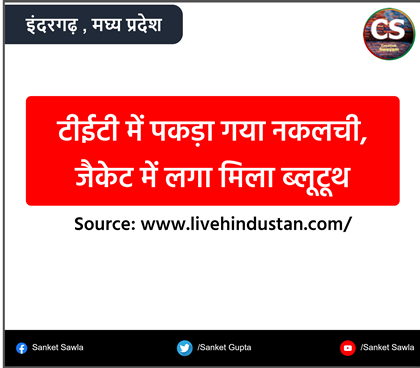 इंदरगढ़ , मध्य प्रदेश
CS
टीईटी में पकड़ा गया नकलची,
जैकेट में लगा मिला ब्लूटूथ
Source: www.livehindustan.com/
Sanket Sawla /Sanket Gupta /Sanket Sawla